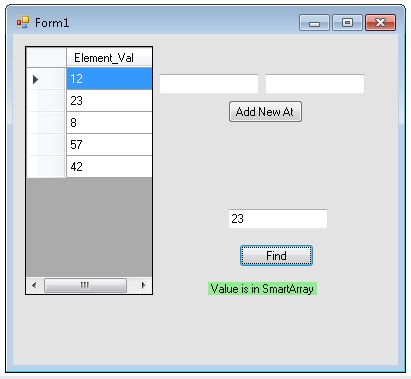 Form1
Element_Val
12
23
8
57
42
Add New At
23
Find
Value is in SmartArray